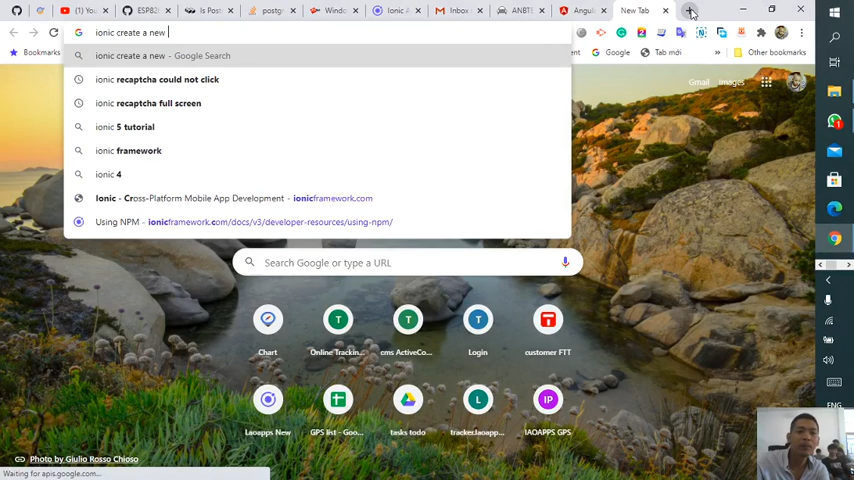 (You
ESP82
Is Post
postgr
Windo
Ionic A
Inbox
ANBT
Angula
New Tab
ionic create a new
Bookmarks
Google
Tab mới
»
Other bookmarks
ionic create a new - Google Search
ionic recaptcha could not click
ionic recaptcha full screen
ionic 5 tutorial
ionic framework
ionic 4
Ionic - Cross-Platform Mobile App Development - ionicframework.com
Using NPM - ionicframework.com/docs/v3/developer-resources/using-npm/
Gmail Images
Search Google or type a URL
Chart
Online Trackin...
cms ActiveCo...
Login
customer FTT
Laoapps New
GPS list - Goo...
tasks todo
tracker.laoapp...
lAOAPPS GPS
Photo by Giulio Rosso Chioso
Waiting for apis.google.com...
ENG